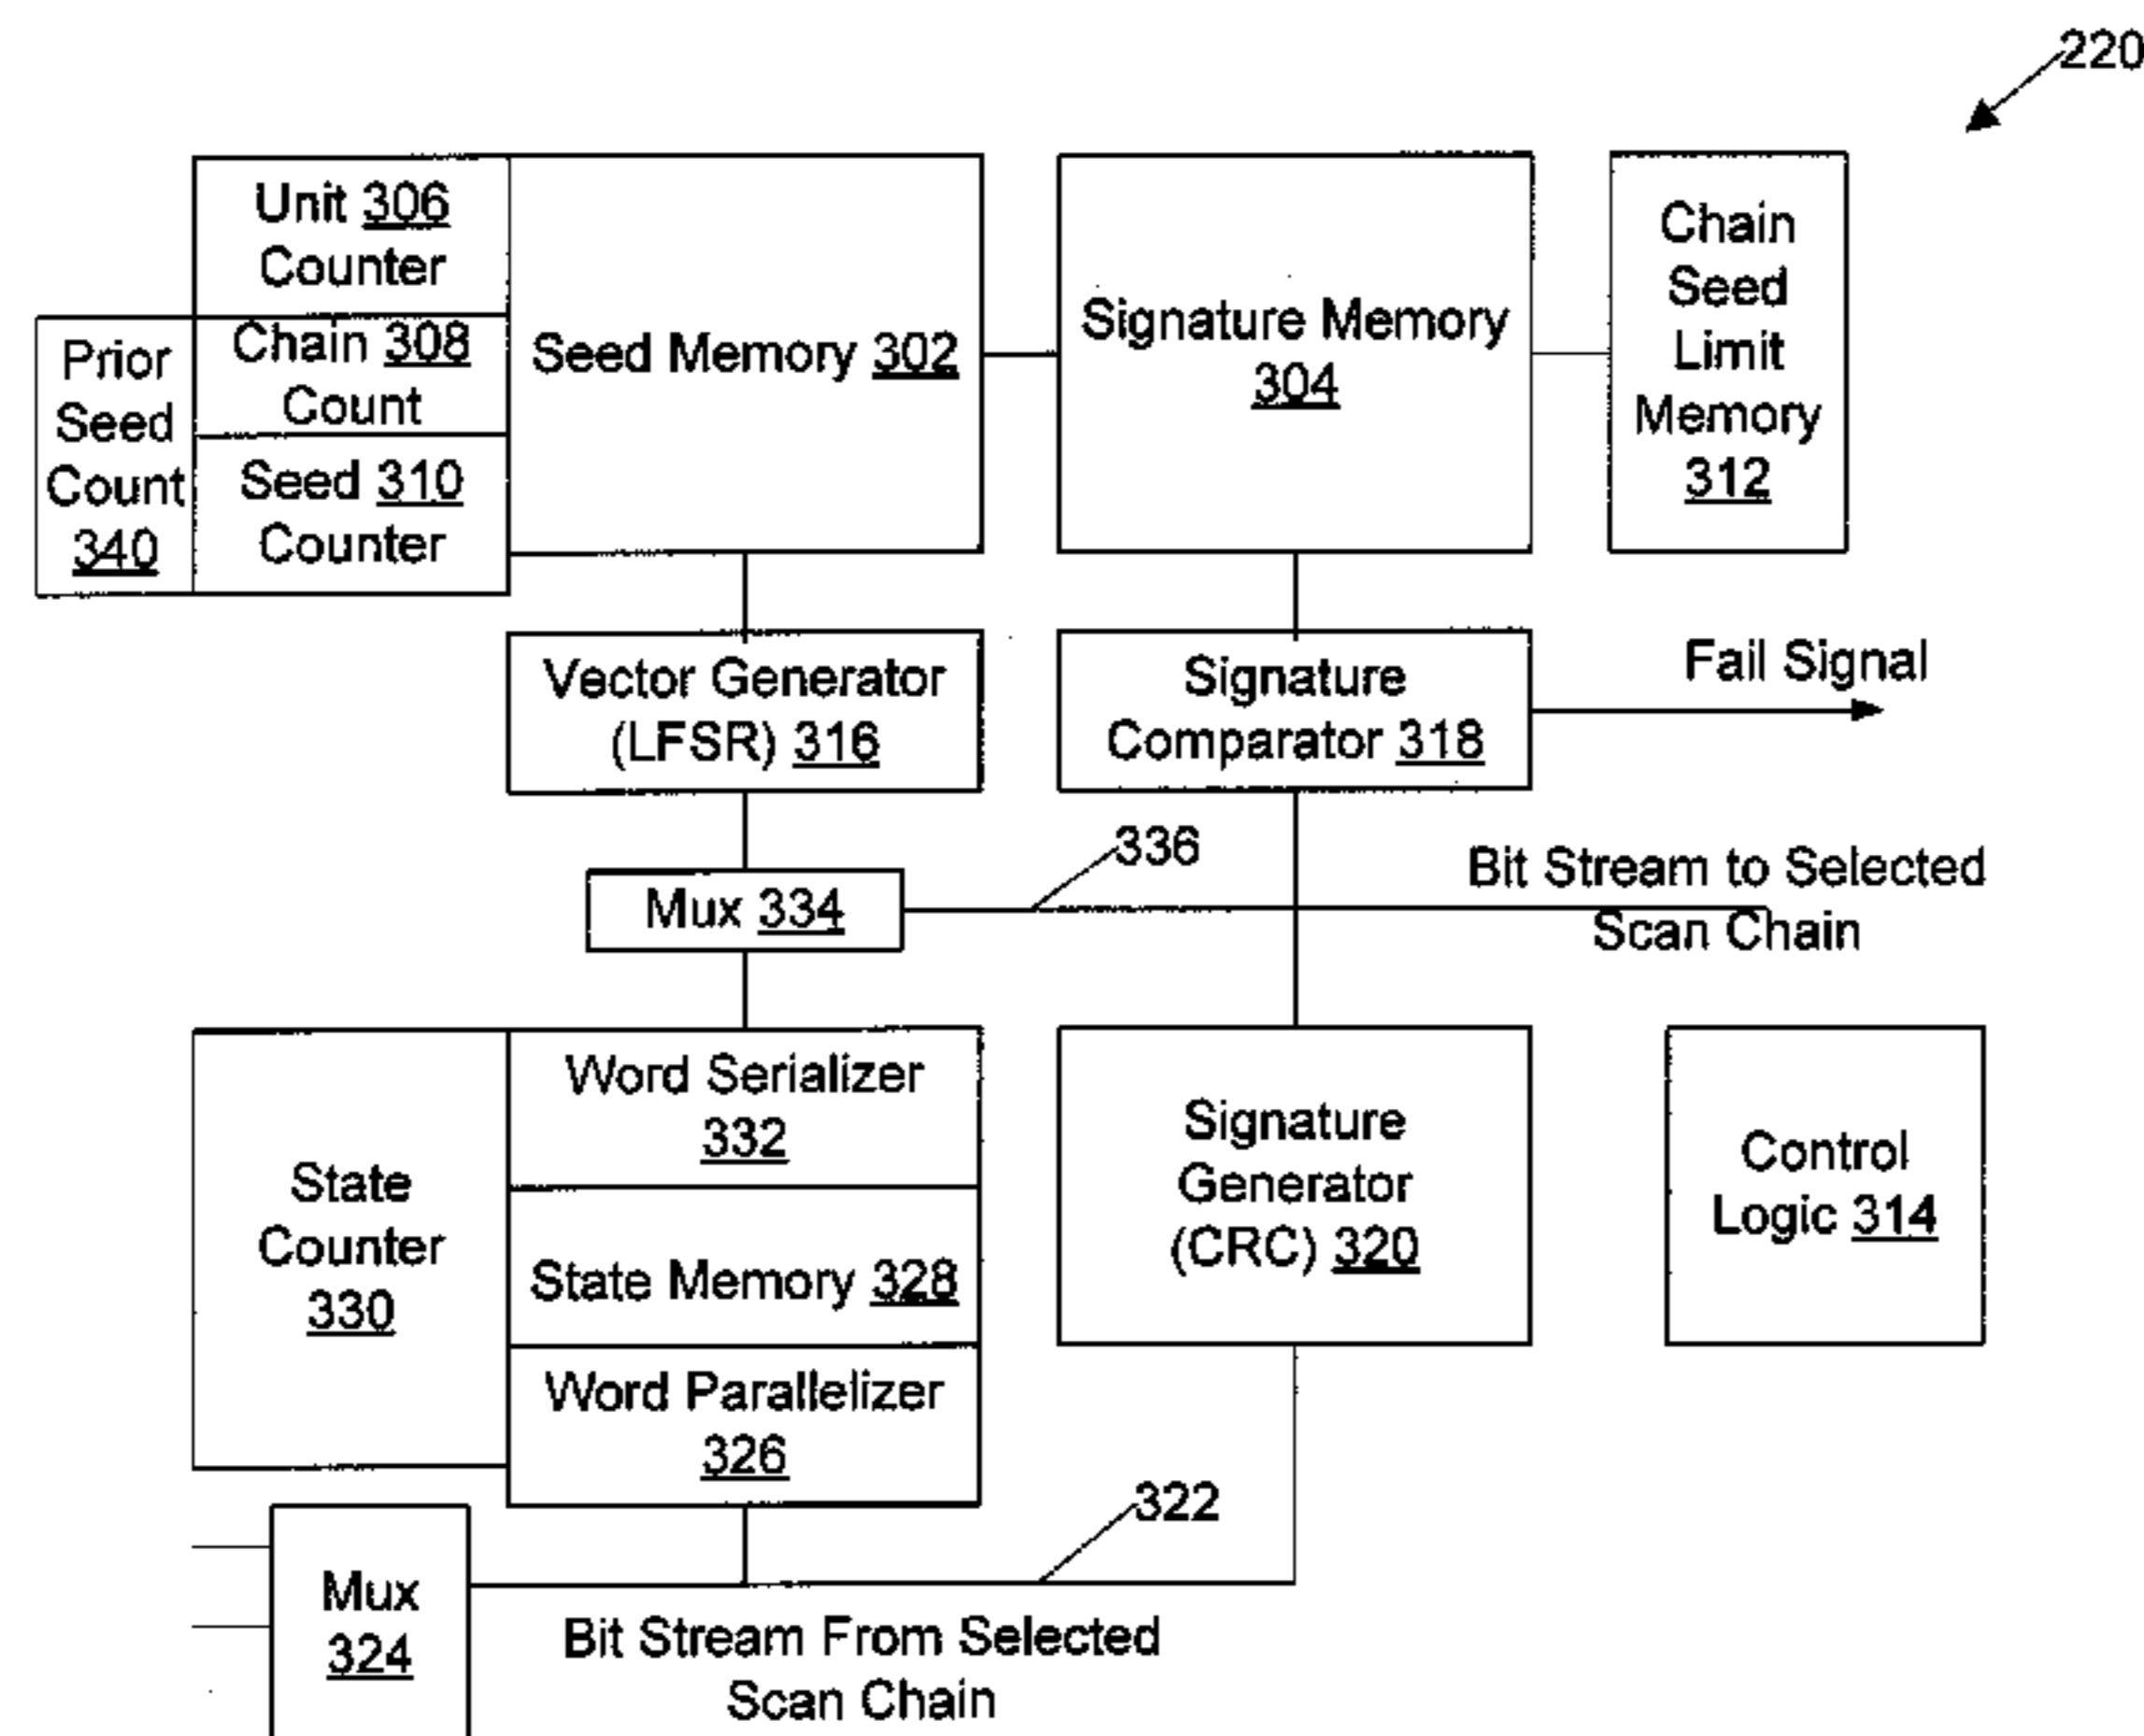 220
Unit 306
Counter
Chain 308
Count
Seed 310
Counter
Prior
Seed
Count
340
Seed Memory 302
Signature Memory
304
Chain
Seed
Limit
Memory
312
Vector Generator
(LFSR) 316
Signature
Comparator 318
Fail Signal
336
Mux 334
Bit Stream to Selected
Scan Chain
State
Counter
330
Word Serializer
332
State Memory 328
Word Parallelizer
326
Signature
Generator
(CRC) 320
Control
Logic 314
322
Mux
324
Bit Stream From Selected
Scan Chain